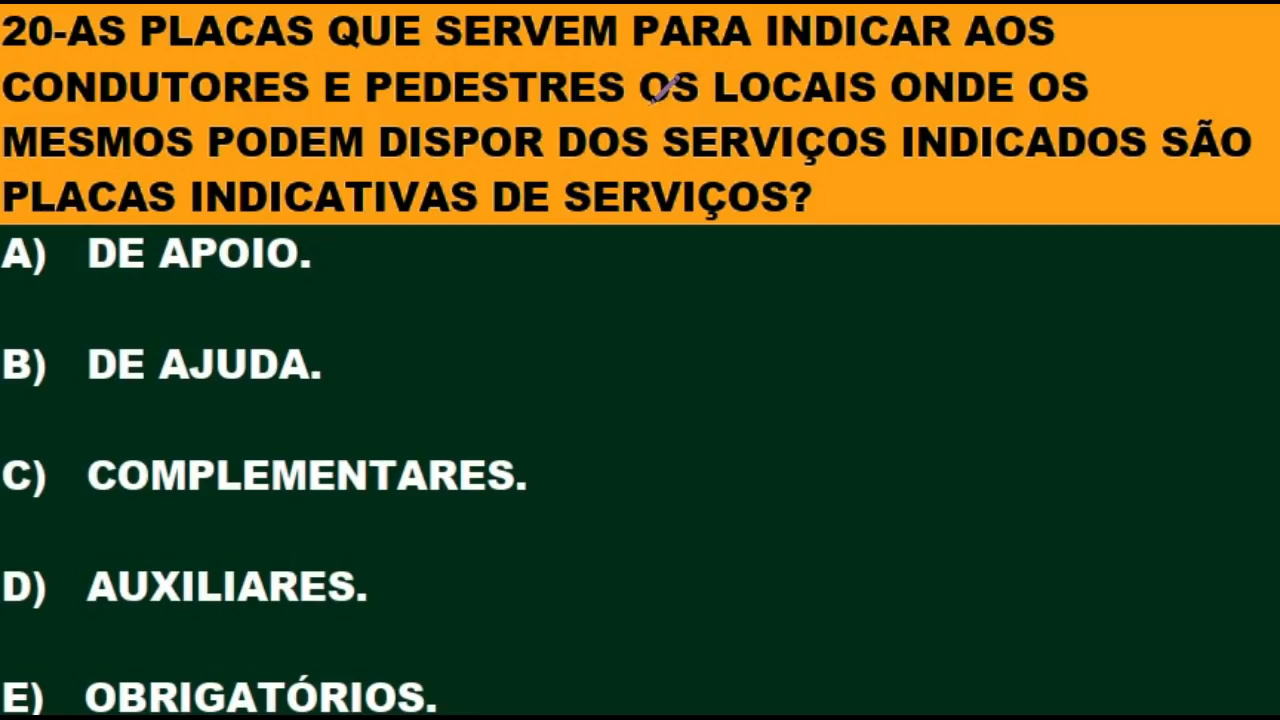 20-AS PLACAS QUE SERVEM PARA INDICAR AOS
CONDUTORES E PEDESTRES OS LOCAIS ONDE OS
MESMOS PODEM DISPOR DOS SERVIÇOS INDICADOS SÃO
PLACAS INDICATIVAS DE SERVIÇOS?
A) DE APOIO.
B) DE AJUDA.
C) COMPLEMENTARES.
D) AUXILIARES.
E) OBRIGATÓRIOS.